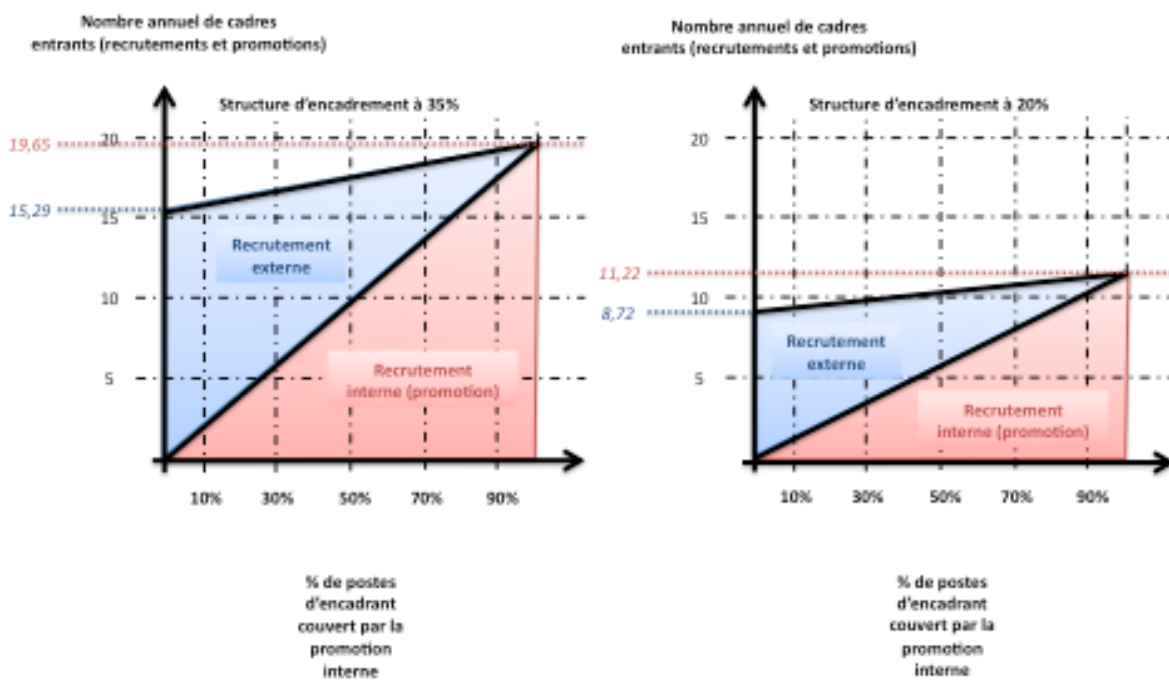 Nombre annuel de cadres
entrants (recrutements et promotions)
Structure d'encadrement à 35%
19,65
20
15,29
15
Recrutement
externe
10
Recrutement
interne (promotion)
5
10%
30%
50%
70%
90%
% de postes
d'encadrant
couvert par la
promotion
interne
Nombre annuel de cadres
entrants (recrutements et promotions)
Structure d'encadrement à 20%
20
15
11,22
10
8,72
Recrutement
externe
5
Recrutement
interne (promotion)
10%
30%
50%
70%
90%
% de postes
d'encadrant
couvert par la
promotion
interne